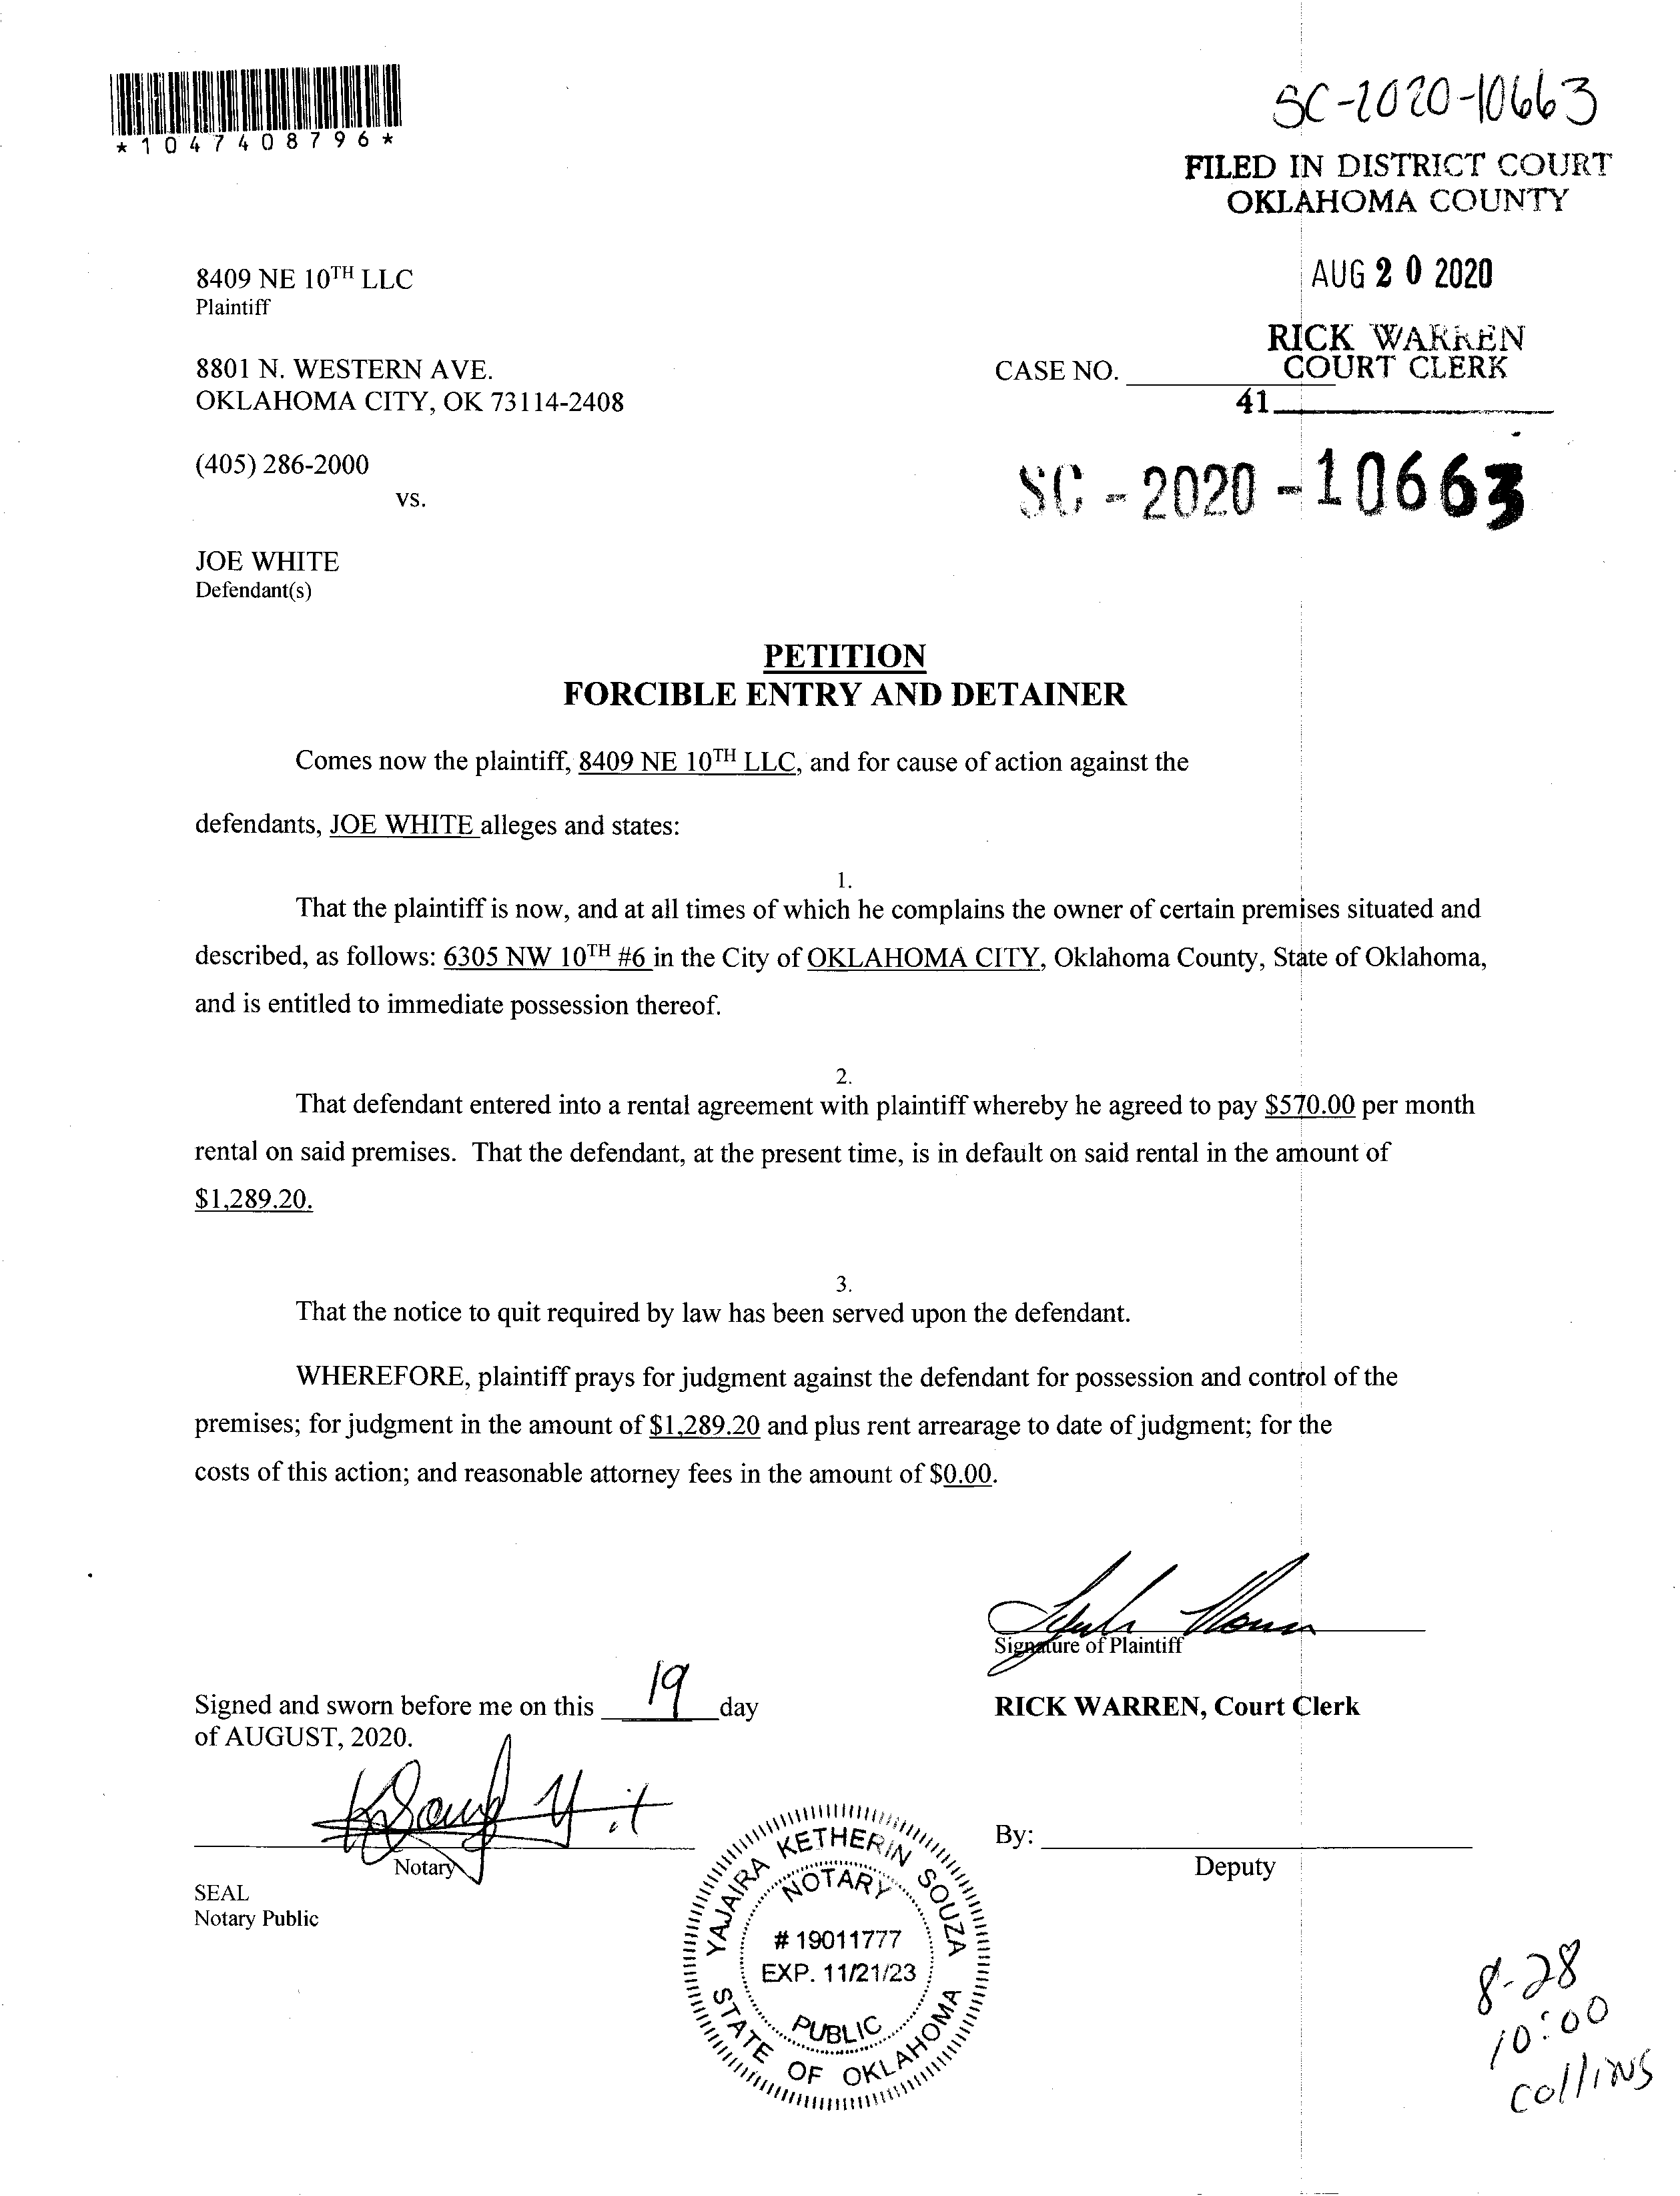 *1047408796*
SC-2020-10663
FILED IN DISTRICT COURT
OKLAHOMA COUNTY
AUG 20 2020
RICK WARREN
COURT CLERK
41
8409 NE 10TH LLC
Plaintiff
8801 N. WESTERN AVE.
OKLAHOMA CITY, OK 73114-2408
CASE NO.
(405) 286-2000
vs.
SC - 2020 - 10663
JOE WHITE
Defendant(s)
PETITION
FORCIBLE ENTRY AND DETAINER
Comes now the plaintiff, 8409 NE 10TH LLC, and for cause of action against the
defendants, JOE WHITE alleges and states:
1.
That the plaintiff is now, and at all times of which he complains the owner of certain premises situated and
described, as follows: 6305 NW 10TH #6 in the City of OKLAHOMA CITY, Oklahoma County, State of Oklahoma,
and is entitled to immediate possession thereof.
2.
That defendant entered into a rental agreement with plaintiff whereby he agreed to pay $570.00 per month
rental on said premises. That the defendant, at the present time, is in default on said rental in the amount of
$1,289.20.
3.
That the notice to quit required by law has been served upon the defendant.
WHEREFORE, plaintiff prays for judgment against the defendant for possession and control of the
premises; for judgment in the amount of $1,289.20 and plus rent arrearage to date of judgment; for the
costs of this action; and reasonable attorney fees in the amount of $0.00.
Signature of Plaintiff
Signed and sworn before me on this 19 day
of AUGUST, 2020.
RICK WARREN, Court Clerk
Notary
SEAL
Notary Public
By:
Deputy
YAJAIRA KETHERIN SOUZA
NOTARY
# 19011777
EXP. 11/21/23
PUBLIC
STATE OF OKLAHOMA
8-28
10:00
Collins